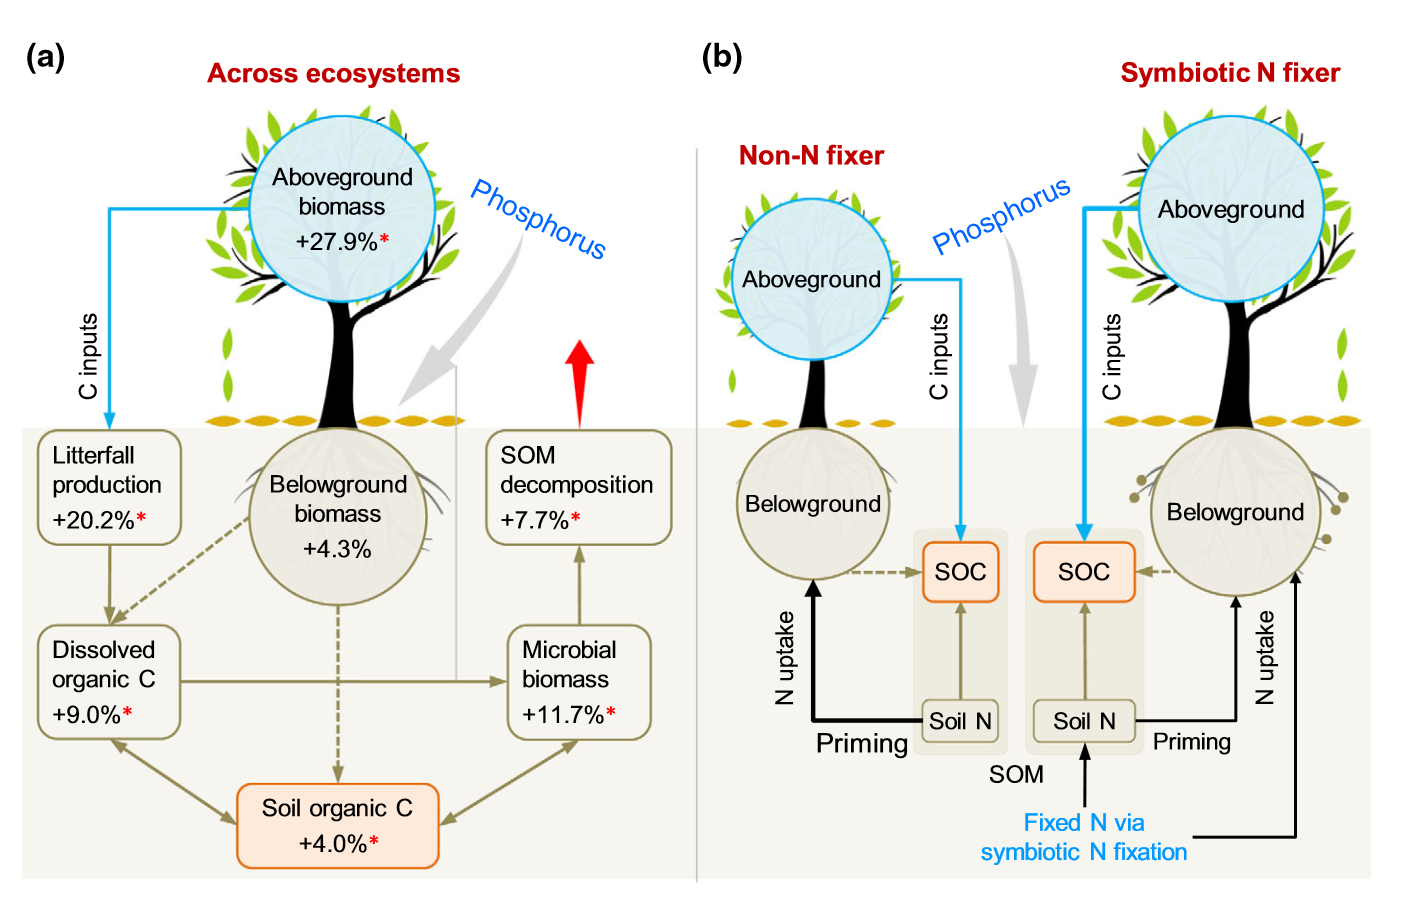 (a)
Across ecosystems
Aboveground
biomass
+27.9%*
Phosphorus
C inputs
Litterfall
production
+20.2%*
Belowground
biomass
+4.3%
SOM
decomposition
+7.7%*
Dissolved
organic C
+9.0%*
Microbial
biomass
+11.7%*
Soil organic C
+4.0%*
(b)
Non-N fixer
Symbiotic N fixer
Aboveground
Phosphorus
Aboveground
C inputs
C inputs
Belowground
Belowground
SOC
SOC
N uptake
N uptake
Soil N
Soil N
Priming
Priming
SOM
Fixed N via
symbiotic N fixation